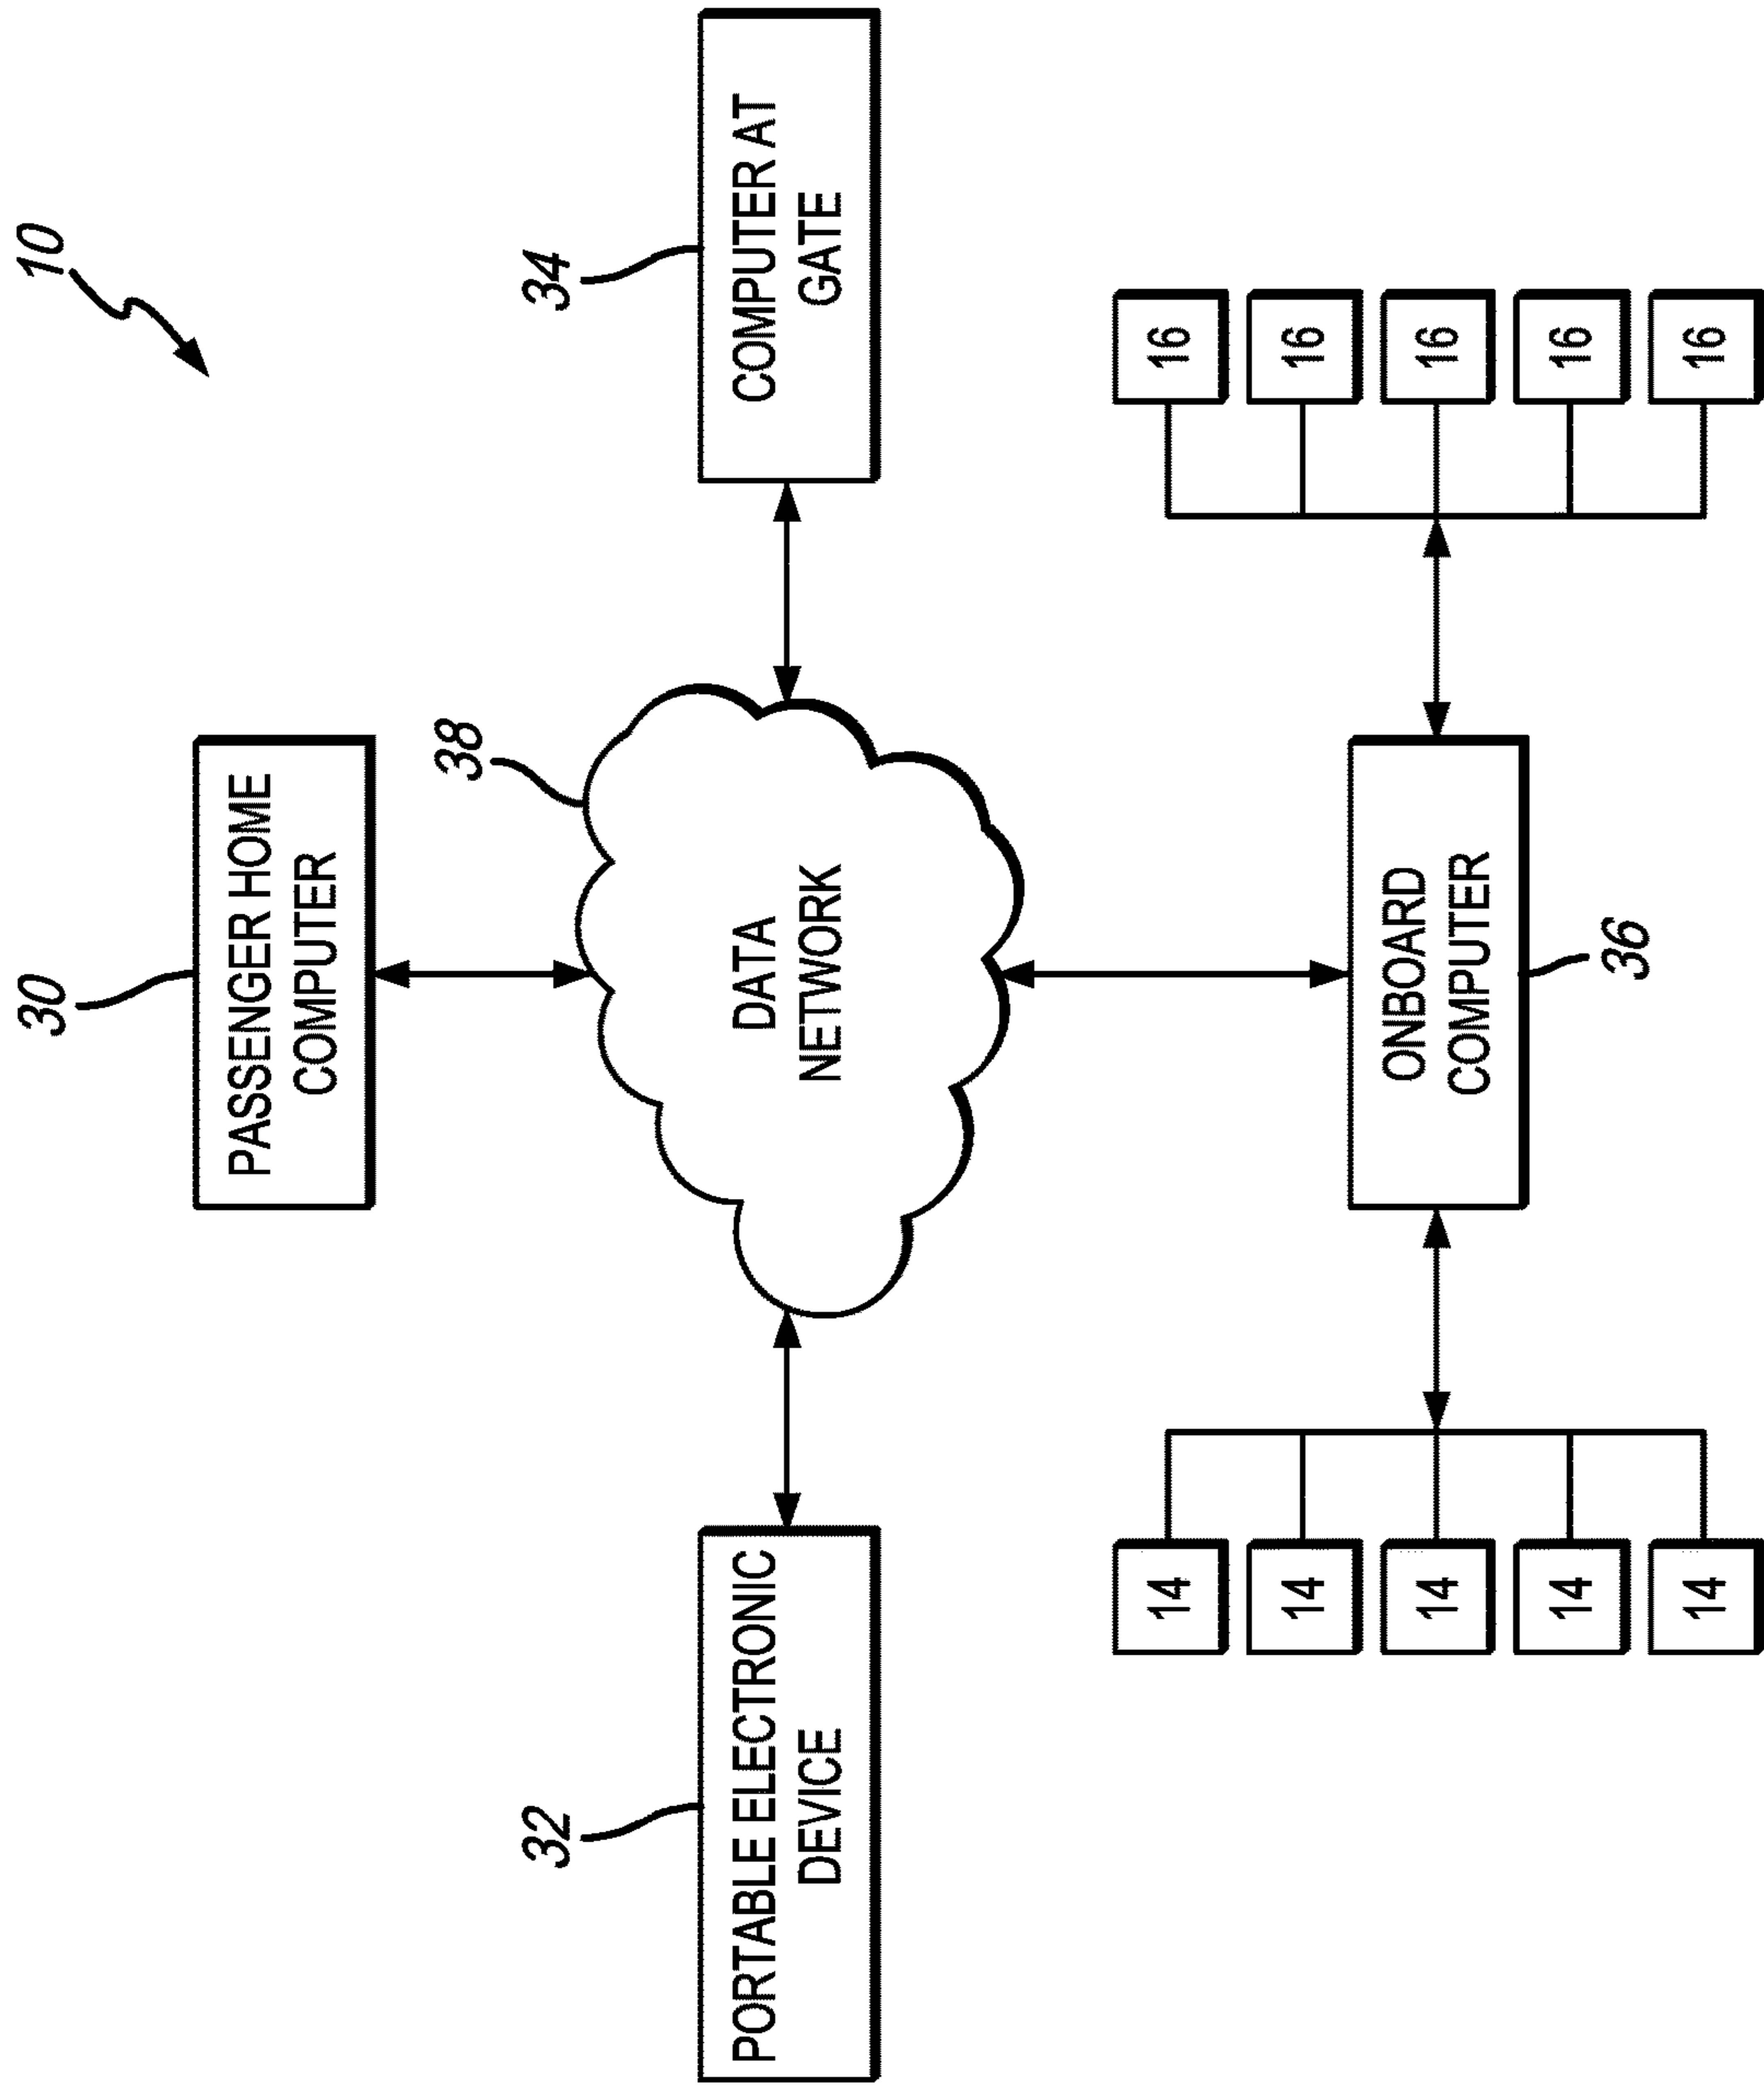 10
30
PASSENGER HOME
COMPUTER
38
32
PORTABLE ELECTRONIC
DEVICE
DATA
NETWORK
34
COMPUTER AT
GATE
14
14
14
14
14
ONBOARD
COMPUTER
36
16
16
16
16
16